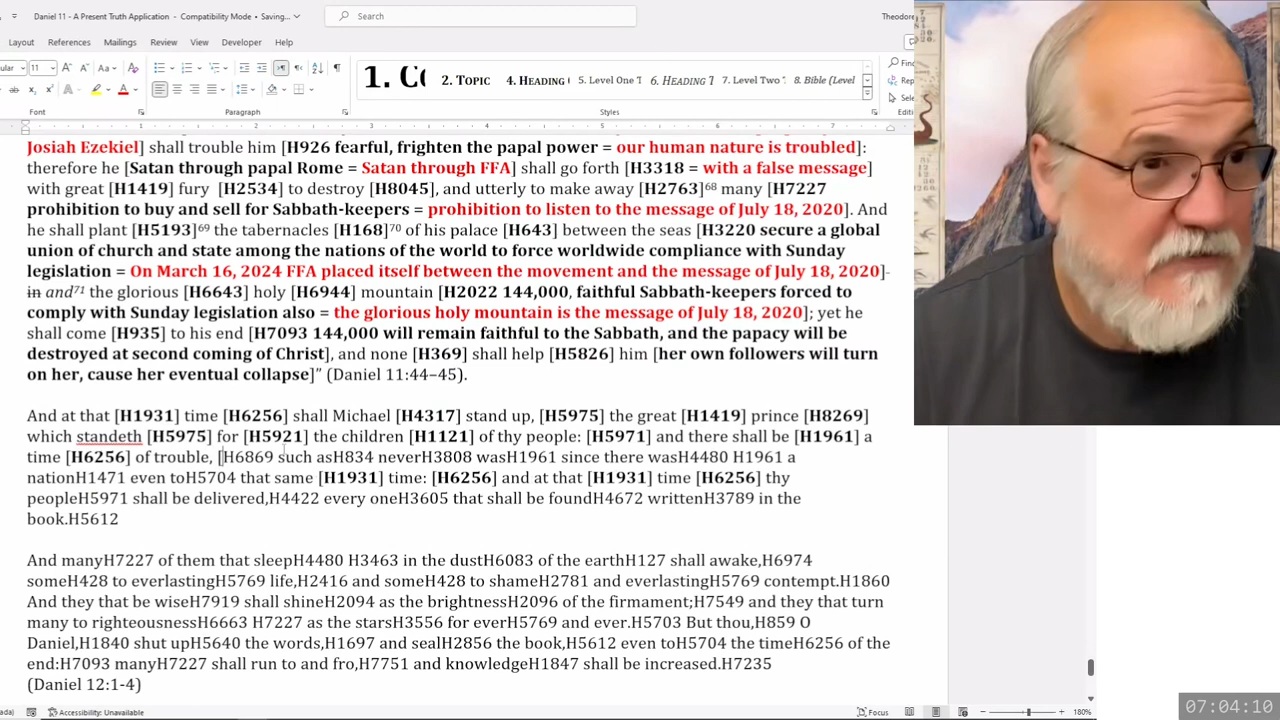 Daniel 11 - A Present Truth Application - Compatibility Mode - Saving...
Search
Theodore
Layout References Mailings Review View Developer Help
11
Aa
Find
Rep
Sele
1. Co 2. Topic 4. Heading 5. Level One T 6. Heading T 7. Level Two 8. Bible (Level
Font Paragraph Styles
1 2 3 4 5 6 7
Josiah Ezekiel] shall trouble him [H926 fearful, frighten the papal power = our human nature is troubled]:
therefore he [Satan through papal Rome = Satan through FFA] shall go forth [H3318 = with a false message]
with great [H1419] fury [H2534] to destroy [H8045], and utterly to make away [H2763]68 many [H7227
prohibition to buy and sell for Sabbath-keepers = prohibition to listen to the message of July 18, 2020]. And
he shall plant [H5193]69 the tabernacles [H168]70 of his palace [H643] between the seas [H3220 secure a global
union of church and state among the nations of the world to force worldwide compliance with Sunday
legislation = On March 16, 2024 FFA placed itself between the movement and the message of July 18, 2020]
in and71 the glorious [H6643] holy [H6944] mountain [H2022 144,000, faithful Sabbath-keepers forced to
comply with Sunday legislation also = the glorious holy mountain is the message of July 18, 2020]; yet he
shall come [H935] to his end [H7093 144,000 will remain faithful to the Sabbath, and the papacy will be
destroyed at second coming of Christ], and none [H369] shall help [H5826] him [her own followers will turn
on her, cause her eventual collapse]” (Daniel 11:44–45).
And at that [H1931] time [H6256] shall Michael [H4317] stand up, [H5975] the great [H1419] prince [H8269]
which standeth [H5975] for [H5921] the children [H1121] of thy people: [H5971] and there shall be [H1961] a
time [H6256] of trouble, [H6869 such asH834 neverH3808 wasH1961 since there wasH4480 H1961 a
nationH1471 even toH5704 that same [H1931] time: [H6256] and at that [H1931] time [H6256] thy
peopleH5971 shall be delivered,H4422 every oneH3605 that shall be foundH4672 writtenH3789 in the
book.H5612
And manyH7227 of them that sleepH4480 H3463 in the dustH6083 of the earthH127 shall awake,H6974
someH428 to everlastingH5769 life,H2416 and someH428 to shameH2781 and everlastingH5769 contempt.H1860
And they that be wiseH7919 shall shineH2094 as the brightnessH2096 of the firmament;H7549 and they that turn
many to righteousnessH6663 H7227 as the starsH3556 for everH5769 and ever.H5703 But thou,H859 O
Daniel,H1840 shut upH5640 the words,H1697 and sealH2856 the book,H5612 even toH5704 the timeH6256 of the
end:H7093 manyH7227 shall run to and fro,H7751 and knowledgeH1847 shall be increased.H7235
(Daniel 12:1-4)
Accessibility: Unavailable
Focus
180%
07:04:10